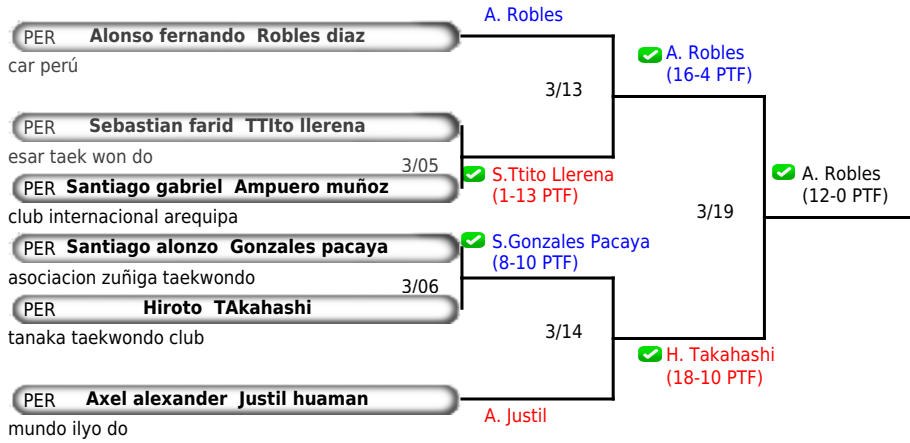 A. Robles
PER Alonso fernando Robles diaz
car perú
A. Robles
(16-4 PTF)
3/13
PER Sebastian farid TTIto llerena
esar taek won do
3/05
S.Ttito Llerena
(1-13 PTF)
PER Santiago gabriel Ampuero muñoz
club internacional arequipa
A. Robles
(12-0 PTF)
3/19
PER Santiago alonzo Gonzales pacaya
asociacion zuñiga taekwondo
S.Gonzales Pacaya
(8-10 PTF)
3/06
PER Hiroto TAkahashi
tanaka taekwondo club
3/14
H. Takahashi
(18-10 PTF)
PER Axel alexander Justil huaman
mundo ilyo do
A. Justil